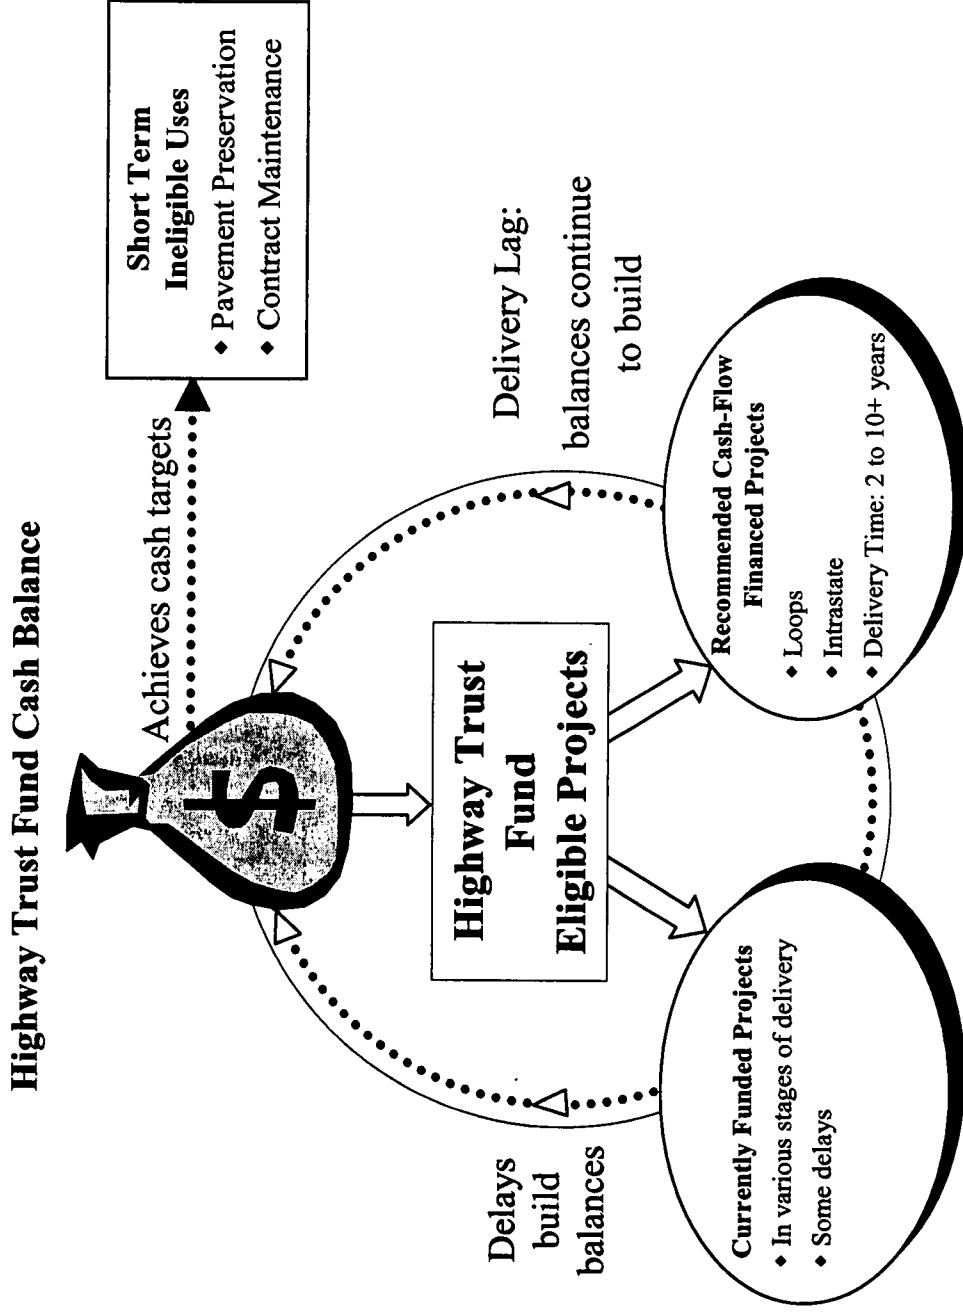 Highway Trust Fund Cash Balance
Achieves cash targets
Short Term
Ineligible Uses
♦ Pavement Preservation
♦ Contract Maintenance
$
Highway Trust
Fund
Eligible Projects
Delays
build
balances
Delivery Lag:
balances continue
to build
Currently Funded Projects
♦ In various stages of delivery
♦ Some delays
Recommended Cash-Flow
Financed Projects
♦ Loops
♦ Intrastate
♦ Delivery Time: 2 to 10+ years